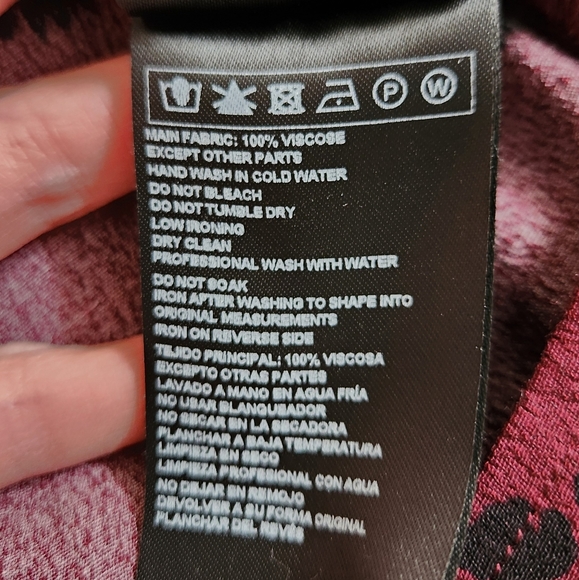 P W
MAIN FABRIC: 100% VISCOSE
EXCEPT OTHER PARTS
HAND WASH IN COLD WATER
DO NOT BLEACH
DO NOT TUMBLE DRY
LOW IRONING
DRY CLEAN
PROFESSIONAL WASH WITH WATER
DO NOT SOAK
IRON AFTER WASHING TO SHAPE INTO
ORIGINAL MEASUREMENTS
IRON ON REVERSE SIDE
TEJIDO PRINCIPAL: 100% VISCOSA
EXCEPTO OTRAS PARTES
LAVADO A MANO EN AGUA FRÍA
NO USAR BLANQUEADOR
NO SECAR EN LA SECADORA
PLANCHAR A BAJA TEMPERATURA
LIMPIEZA EN SECO
LIMPIEZA PROFESIONAL CON AGUA
NO DEJAR EN REMOJO
DEVOLVER A SU FORMA ORIGINAL
PLANCHAR DEL REVÉS